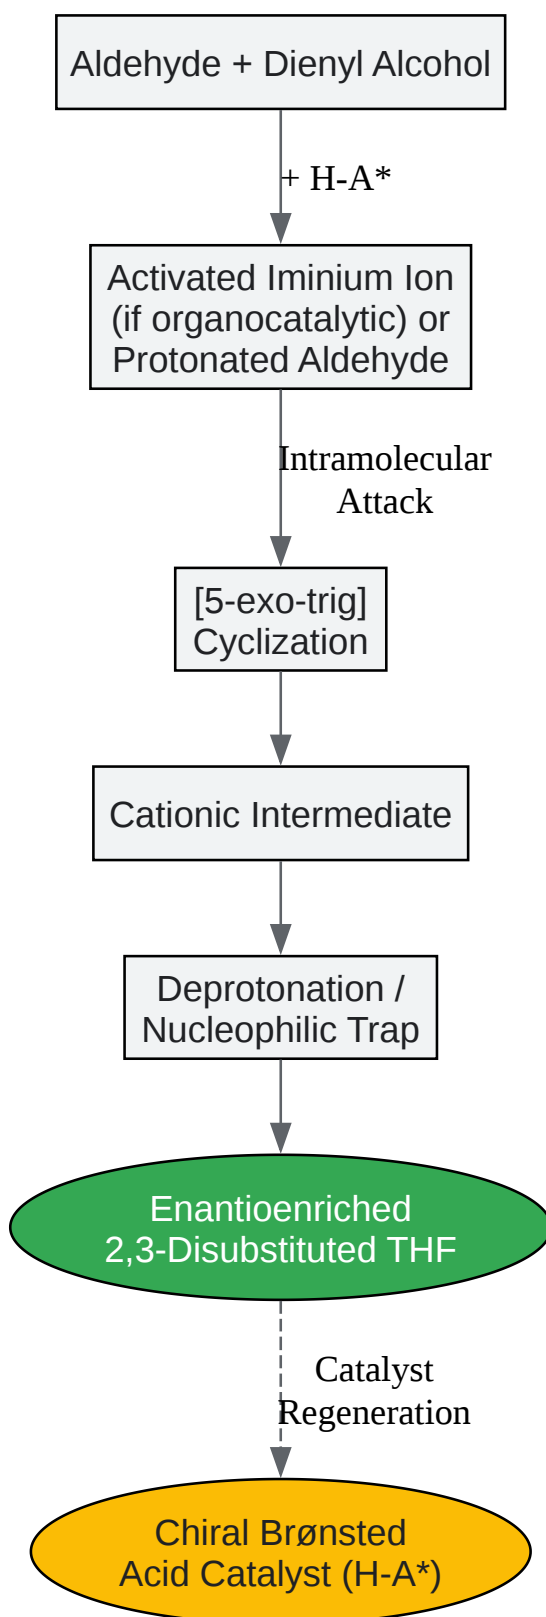 Aldehyde + Dienyl Alcohol
+ H-A*
Activated Iminium Ion
(if organocatalytic) or
Protonated Aldehyde
Intramolecular
Attack
[5-exo-trig]
Cyclization
Cationic Intermediate
Deprotonation /
Nucleophilic Trap
Enantioenriched
2,3-Disubstituted THF
Catalyst
Regeneration
Chiral Brønsted
Acid Catalyst (H-A*)